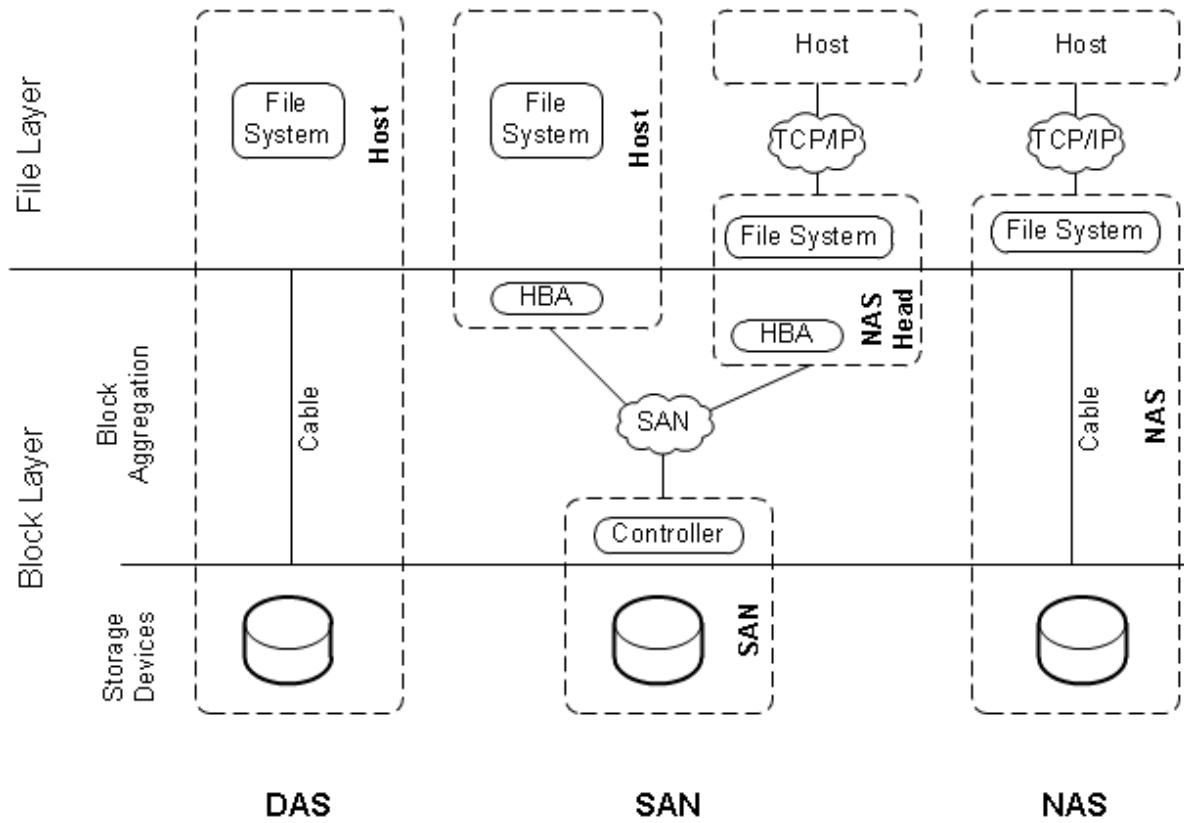 File Layer
File
System
Host
File
System
Host
Host
TCP/IP
File System
Host
TCP/IP
File System
Block Layer
Block
Aggregation
Cable
HBA
HBA
NAS
Head
SAN
Controller
Cable
NAS
Storage
Devices
SAN
DAS
SAN
NAS